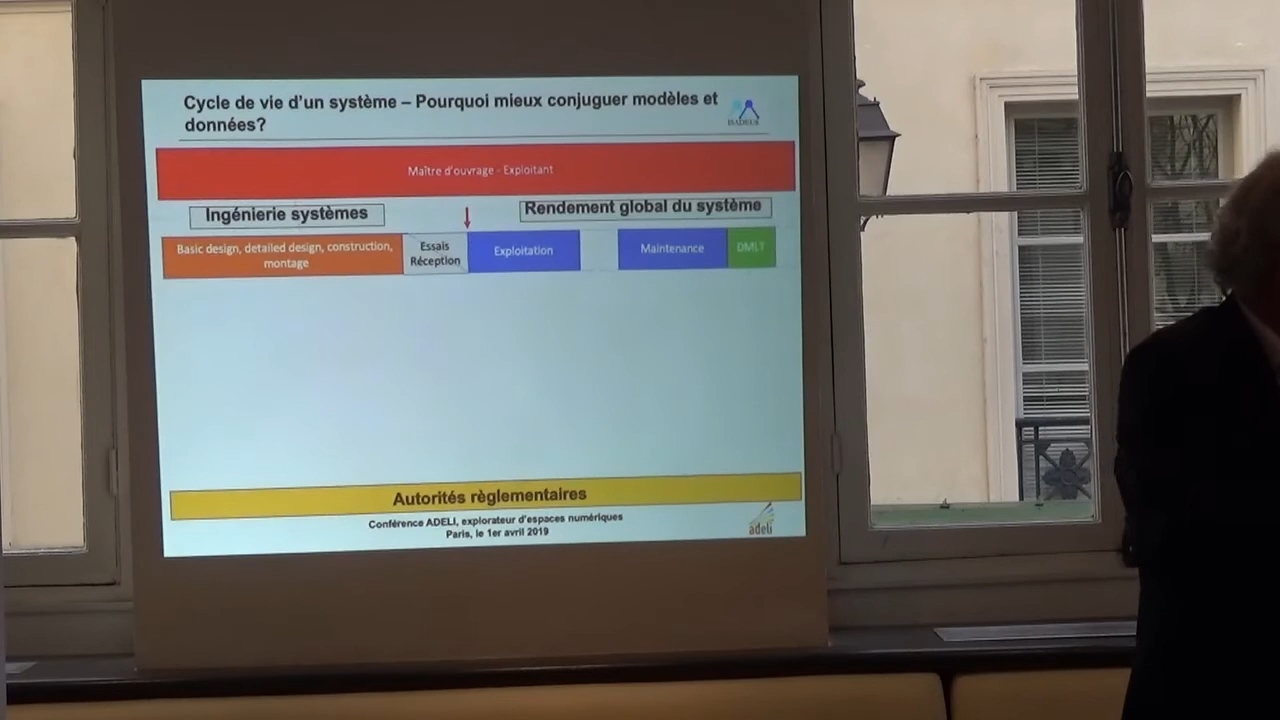 Cycle de vie d'un système – Pourquoi mieux conjuguer modèles et
données?
Maître d'ouvrage - Exploitant
Ingénierie systèmes
Rendement global du système
Basic design, detailed design, construction,
montage
Essais
Réception
Exploitation
Maintenance
DMLT
Autorités règlementaires
Conférence ADELI, explorateur d'espaces numériques
Paris, le 1er avril 2019
adeli